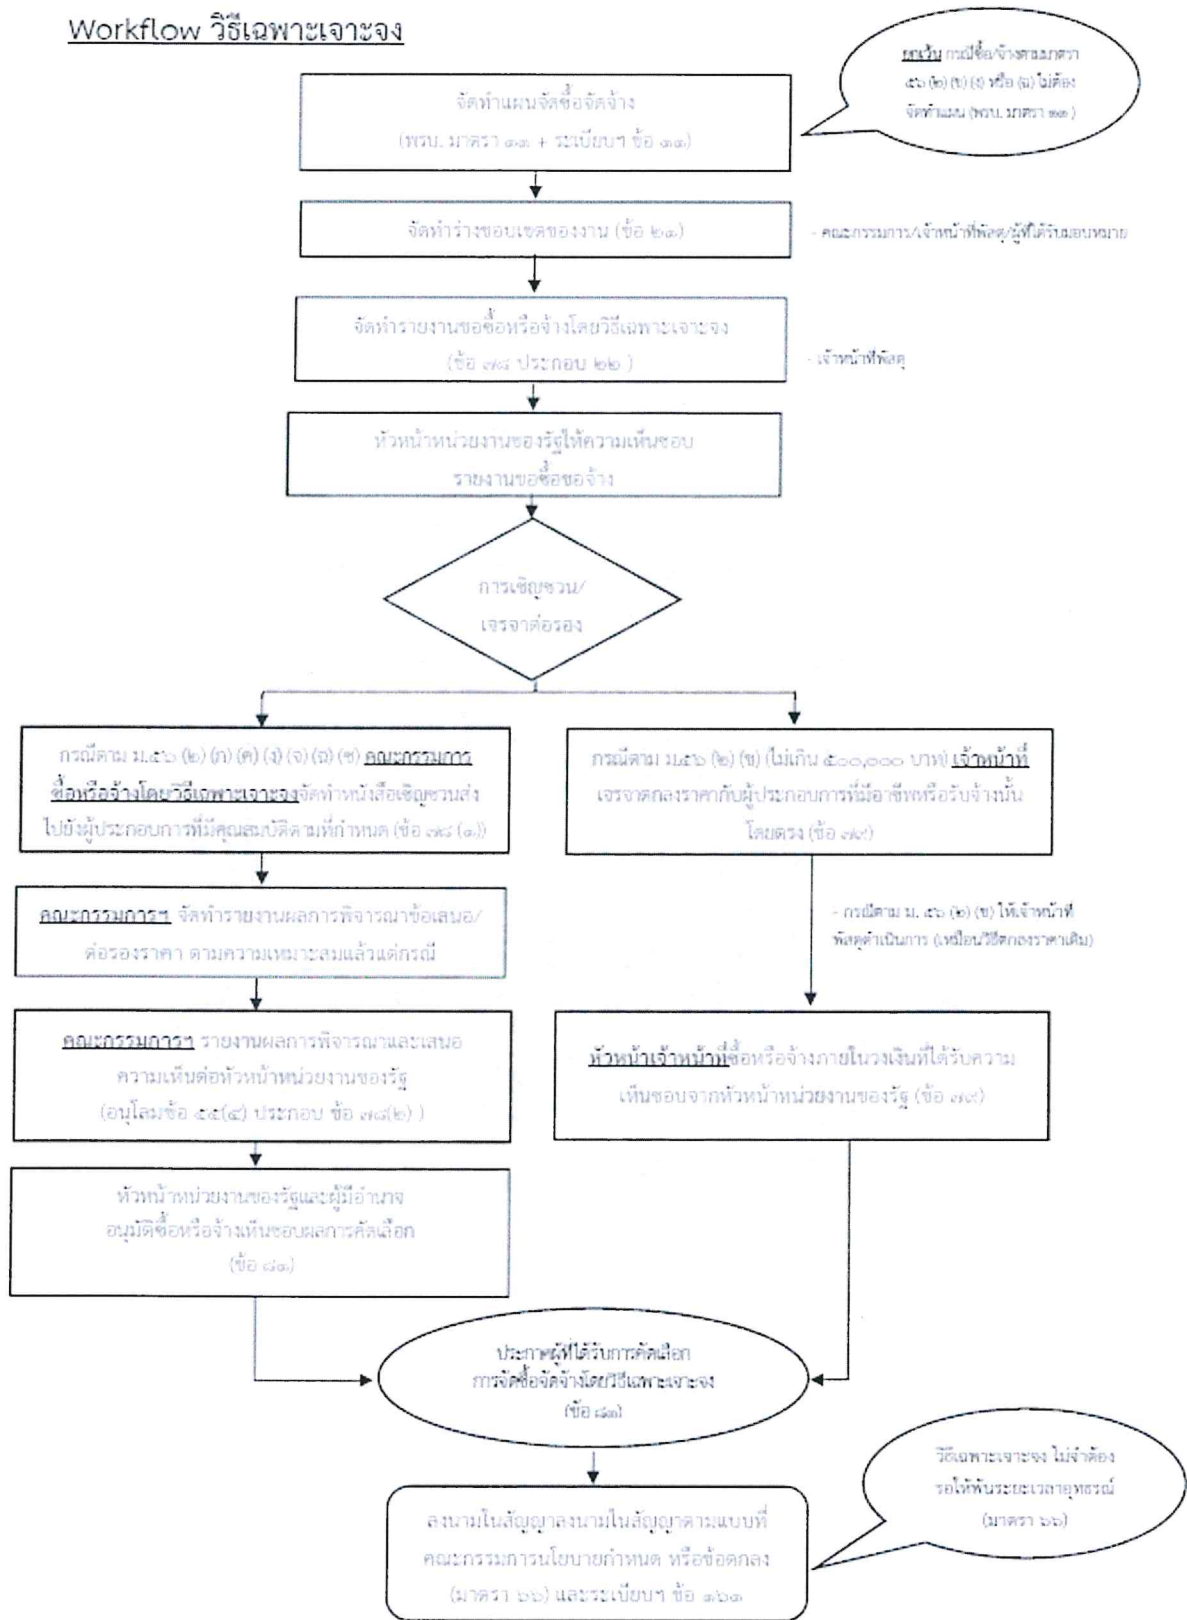 Workflow วิธีเฉพาะเจาะจง
ยกเว้น กรณีซื้อ/จ้างตามมาตรา
๕๖ (๒) (ข) (ง) หรือ (ฉ) ไม่ต้อง
จัดทำแผน (พรบ. มาตรา ๑๑)
จัดทำแผนจัดซื้อจัดจ้าง
(พรบ. มาตรา ๑๑ + ระเบียบฯ ข้อ ๑๑)
จัดทำร่างขอบเขตของงาน (ข้อ ๒๑)
- คณะกรรมการ/เจ้าหน้าที่พัสดุ/ผู้ที่ได้รับมอบหมาย
จัดทำรายงานขอซื้อหรือจ้างโดยวิธีเฉพาะเจาะจง
(ข้อ ๗๘ ประกอบ ๒๒ )
- เจ้าหน้าที่พัสดุ
หัวหน้าหน่วยงานของรัฐให้ความเห็นชอบ
รายงานขอซื้อขอจ้าง
การเชิญชวน/
เจรจาต่อรอง
กรณีตาม ม.๕๖ (๒) (ก) (ค) (ง) (จ) (ฉ) (ช) คณะกรรมการ
ซื้อหรือจ้างโดยวิธีเฉพาะเจาะจงจัดทำหนังสือเชิญชวนส่ง
ไปยังผู้ประกอบการที่มีคุณสมบัติตามที่กำหนด (ข้อ ๗๘ (๑))
กรณีตาม ม.๕๖ (๒) (ข) (ไม่เกิน ๕๐๐,๐๐๐ บาท) เจ้าหน้าที่
เจรจาตกลงราคากับผู้ประกอบการที่มีอาชีพหรือรับจ้างนั้น
โดยตรง (ข้อ ๗๙)
คณะกรรมการฯ จัดทำรายงานผลการพิจารณาข้อเสนอ/
ต่อรองราคา ตามความเหมาะสมแล้วแต่กรณี
- กรณีตาม ม. ๕๖ (๒) (ข) ให้เจ้าหน้าที่
พัสดุดำเนินการ (เหมือนวิธีตกลงราคาเดิม)
คณะกรรมการฯ รายงานผลการพิจารณาและเสนอ
ความเห็นต่อหัวหน้าหน่วยงานของรัฐ
(อนุโลมข้อ ๕๕(๔) ประกอบ ข้อ ๗๘(๒) )
หัวหน้าเจ้าหน้าที่ซื้อหรือจ้างภายในวงเงินที่ได้รับความ
เห็นชอบจากหัวหน้าหน่วยงานของรัฐ (ข้อ ๗๙)
หัวหน้าหน่วยงานของรัฐและผู้มีอำนาจ
อนุมัติซื้อหรือจ้างเห็นชอบผลการคัดเลือก
(ข้อ ๘๑)
ประกาศผู้ที่ได้รับการคัดเลือก
การจัดซื้อจัดจ้างโดยวิธีเฉพาะเจาะจง
(ข้อ ๘๑)
วิธีเฉพาะเจาะจง ไม่จำต้อง
รอให้พ้นระยะเวลาอุทธรณ์
(มาตรา ๖๖)
ลงนามในสัญญาลงนามในสัญญาตามแบบที่
คณะกรรมการนโยบายกำหนด หรือข้อตกลง
(มาตรา ๖๖) และระเบียบฯ ข้อ ๑๖๑